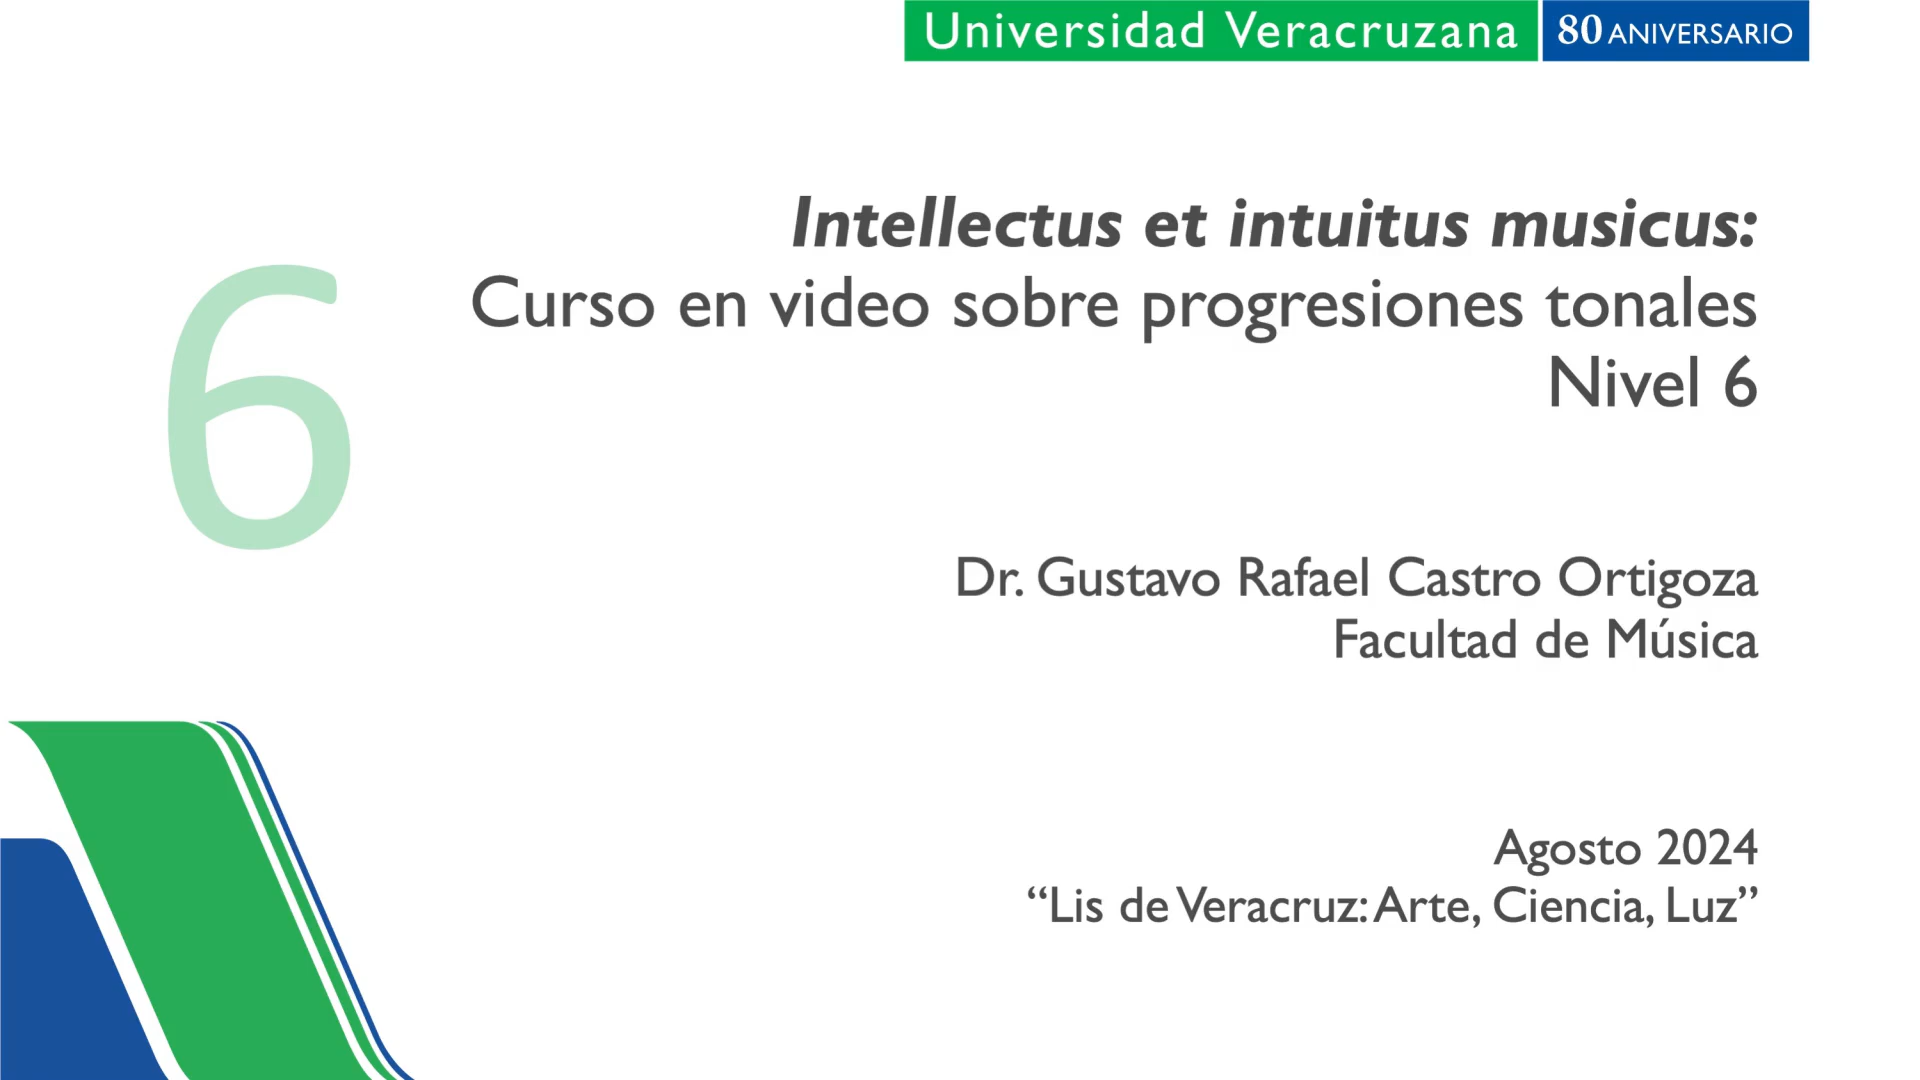 Universidad Veracruzana 80 ANIVERSARIO
Intellectus et intuitus musicus:
Curso en video sobre progresiones tonales
Nivel 6
6
Dr. Gustavo Rafael Castro Ortigoza
Facultad de Música
Agosto 2024
“Lis de Veracruz: Arte, Ciencia, Luz”